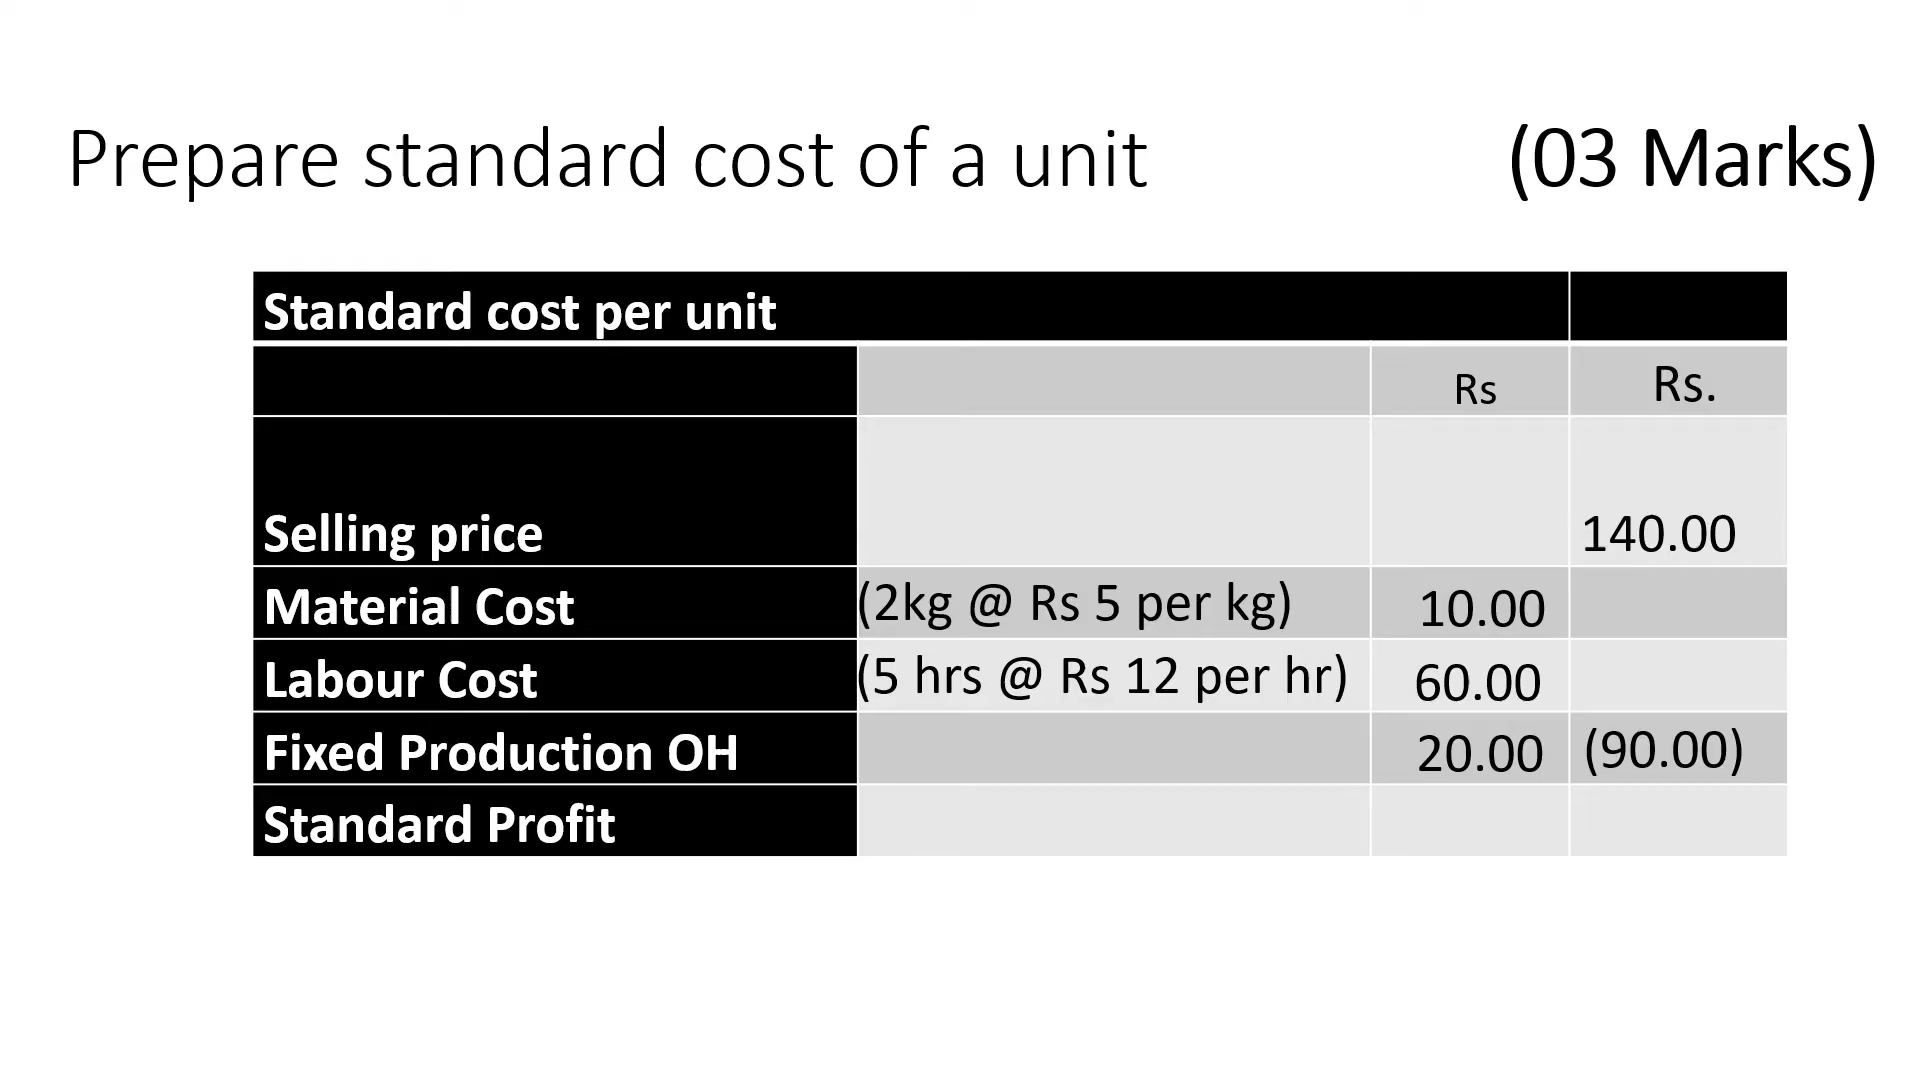 Prepare standard cost of a unit (03 Marks)
Standard cost per unit
Rs Rs.
Selling price 140.00
Material Cost (2kg @ Rs 5 per kg) 10.00
Labour Cost (5 hrs @ Rs 12 per hr) 60.00
Fixed Production OH 20.00 (90.00)
Standard Profit